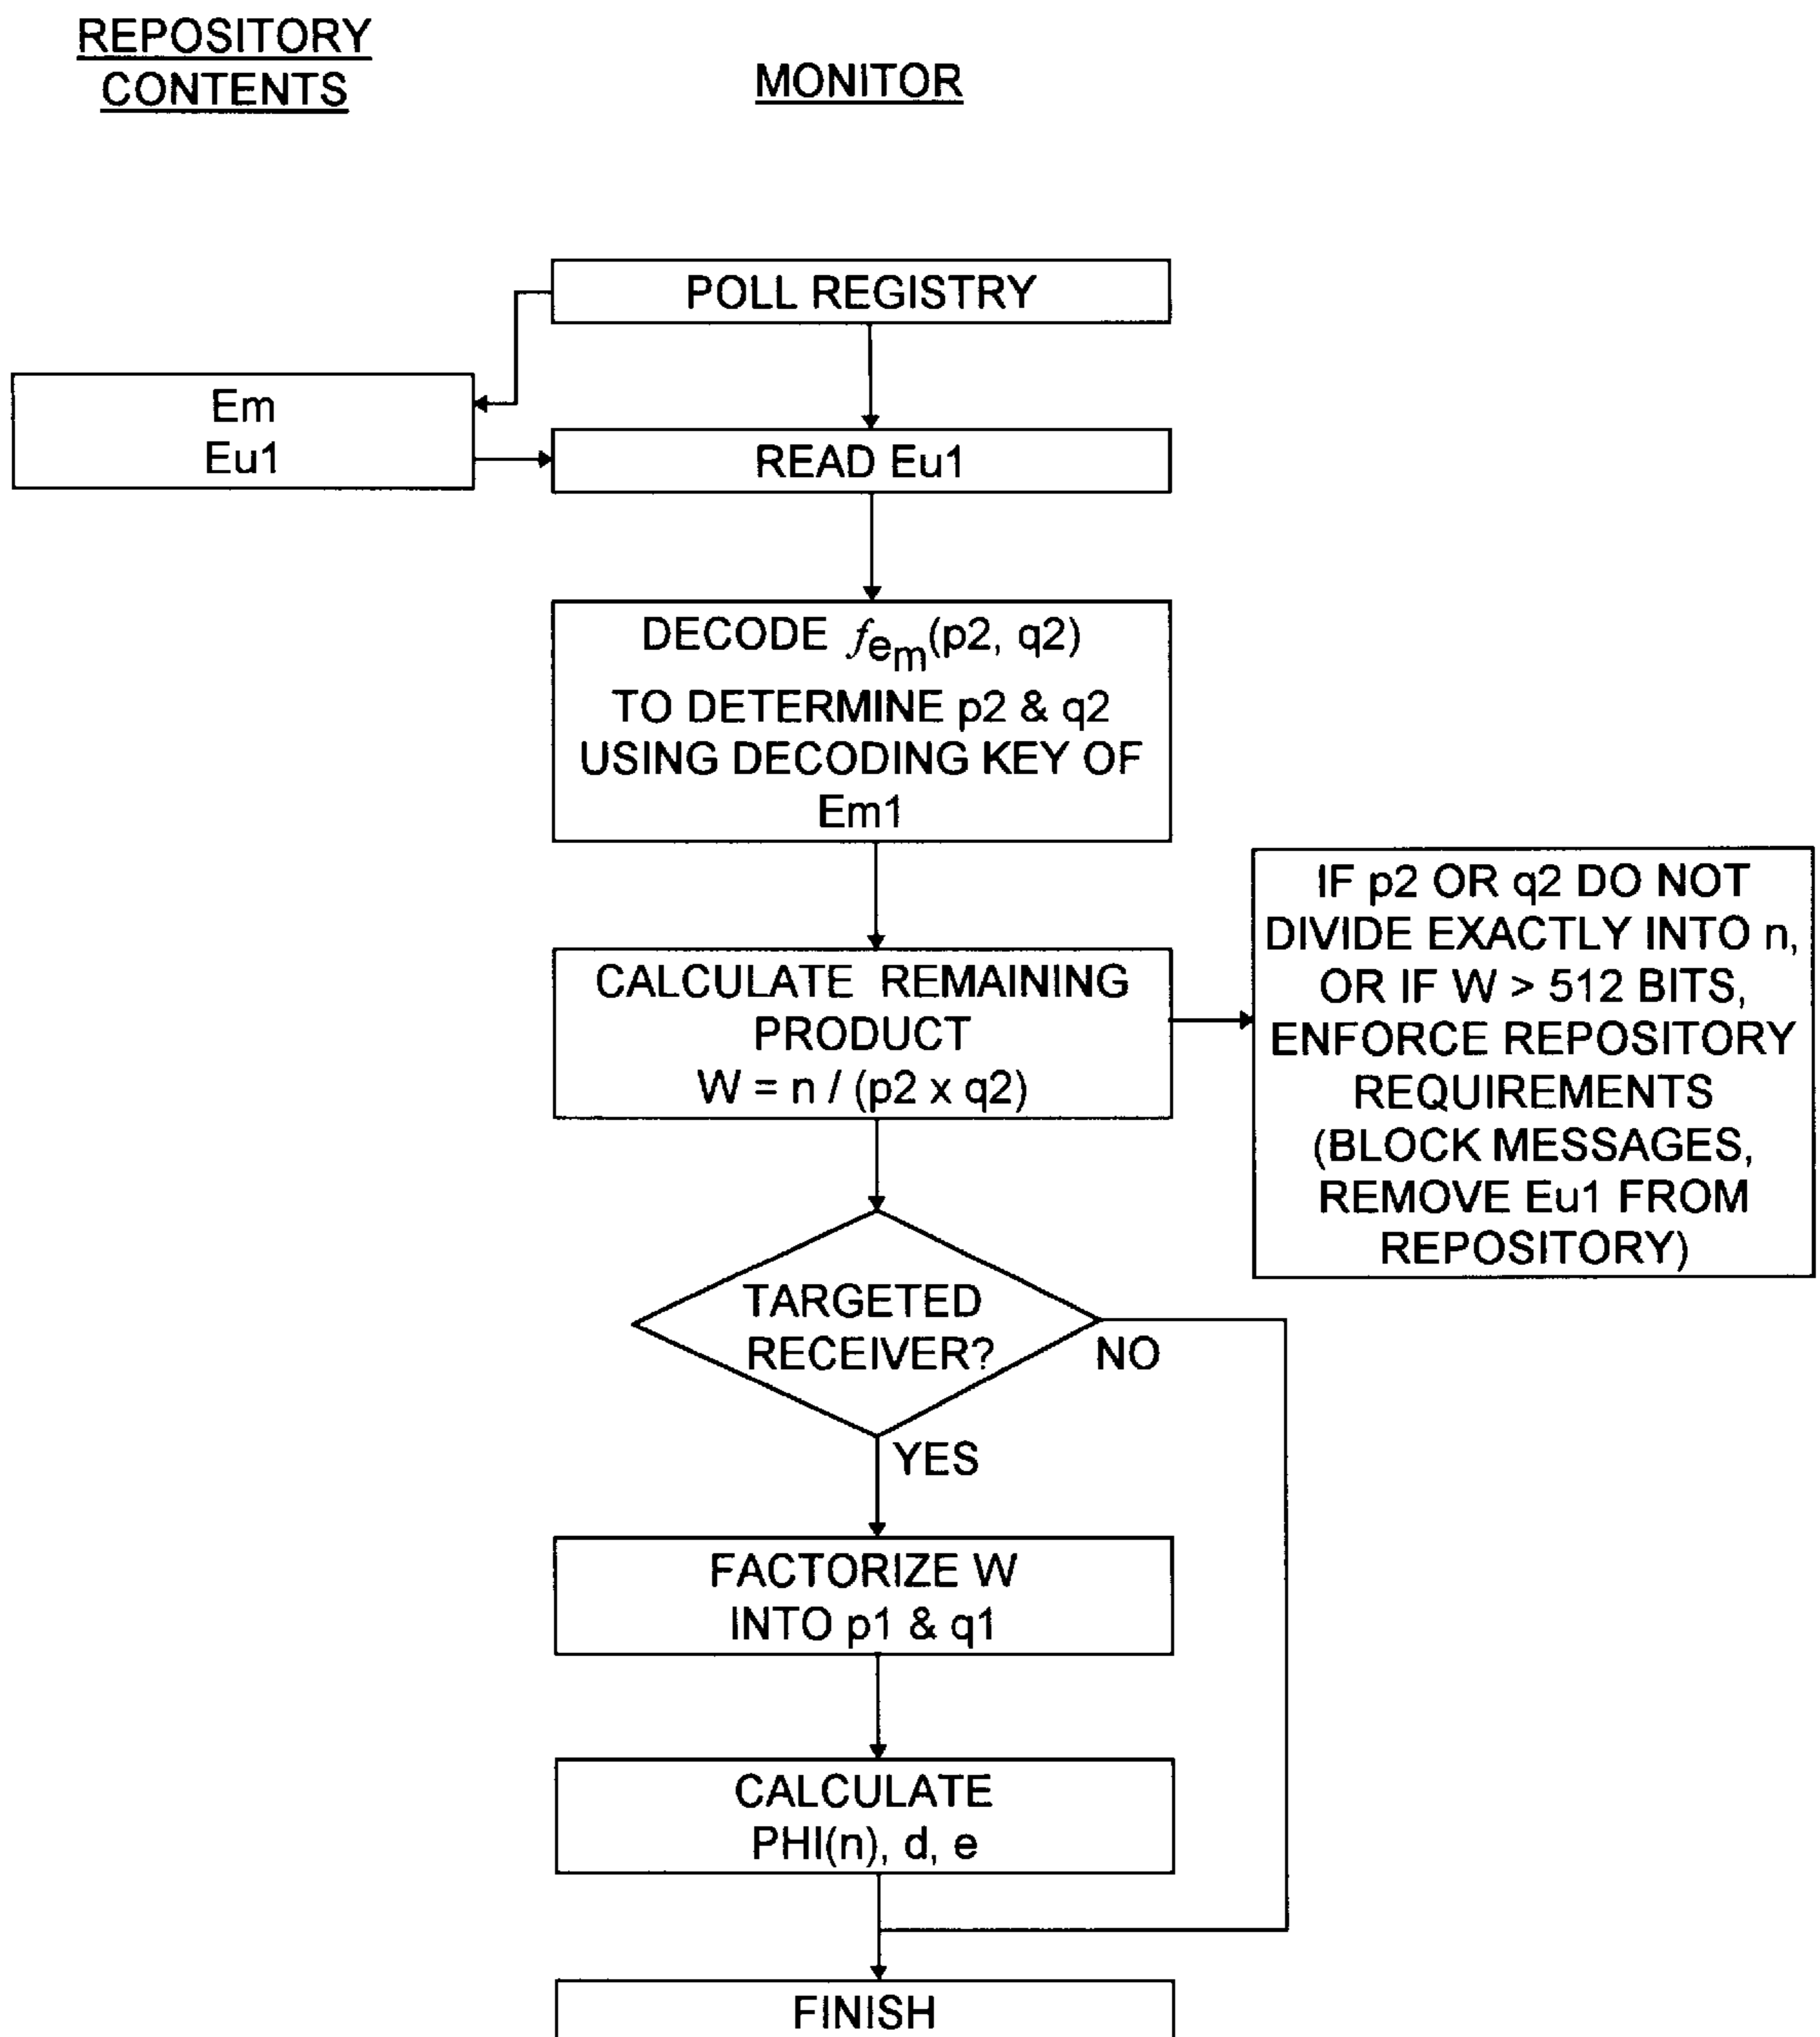 REPOSITORY
CONTENTS
MONITOR
POLL REGISTRY
Em
Eu1
READ Eu1
DECODE fem(p2, q2)
TO DETERMINE p2 & q2
USING DECODING KEY OF
Em1
CALCULATE REMAINING
PRODUCT
W = n / (p2 x q2)
IF p2 OR q2 DO NOT
DIVIDE EXACTLY INTO n,
OR IF W > 512 BITS,
ENFORCE REPOSITORY
REQUIREMENTS
(BLOCK MESSAGES,
REMOVE Eu1 FROM
REPOSITORY)
TARGETED
RECEIVER?
NO
YES
FACTORIZE W
INTO p1 & q1
CALCULATE
PHI(n), d, e
FINISH